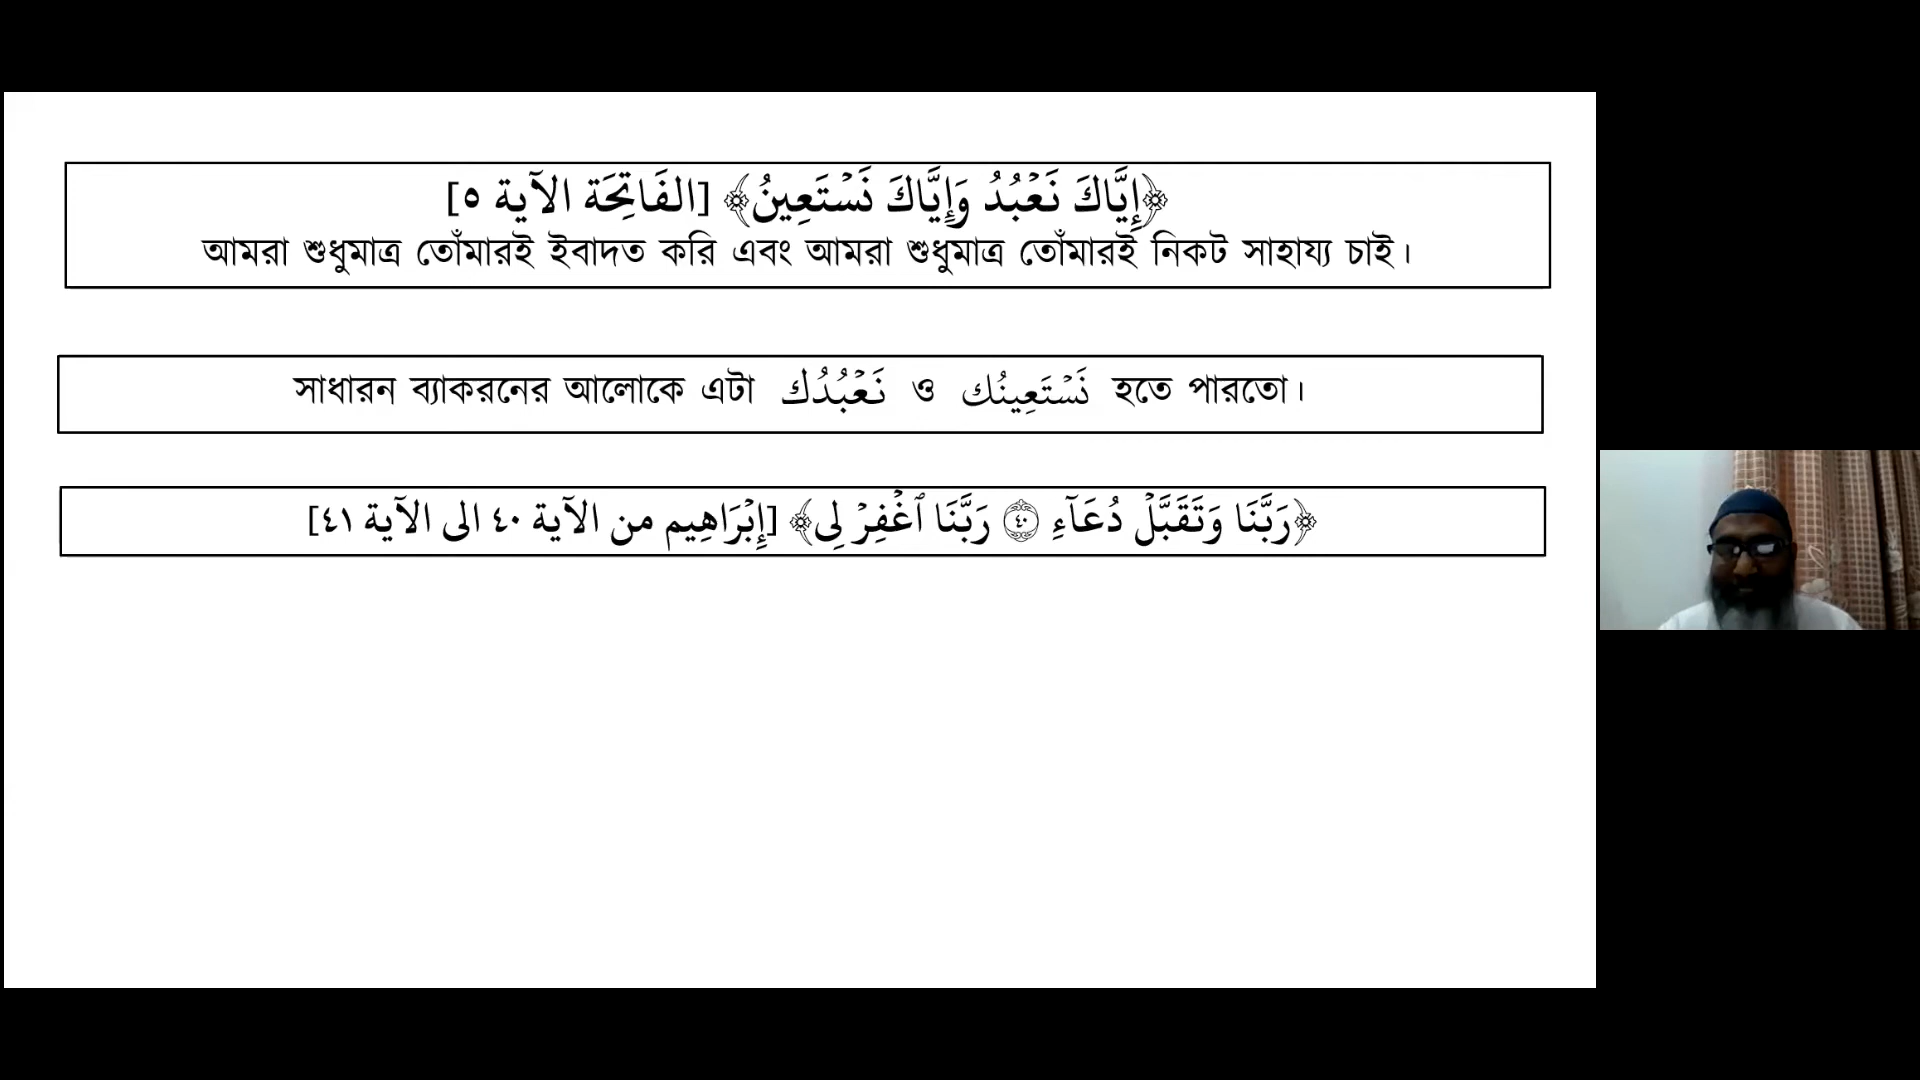 ﴿إِيَّاكَ نَعۡبُدُ وَإِيَّاكَ نَسۡتَعِينُ﴾ [الفَاتِحَة الآية ٥]
আমরা শুধুমাত্র তোঁমারই ইবাদত করি এবং আমরা শুধুমাত্র তোঁমারই নিকট সাহায্য চাই।
সাধারন ব্যাকরনের আলোকে এটা نَعۡبُدُك ও نَسۡتَعِينُك হতে পারতো।
﴿رَبَّنَا وَتَقَبَّلۡ دُعَآءِ ٤٠ رَبَّنَا ٱغۡفِرۡ لِي﴾ [إِبۡرَاهِيم من الآية ٤٠ الى الآية ٤١]